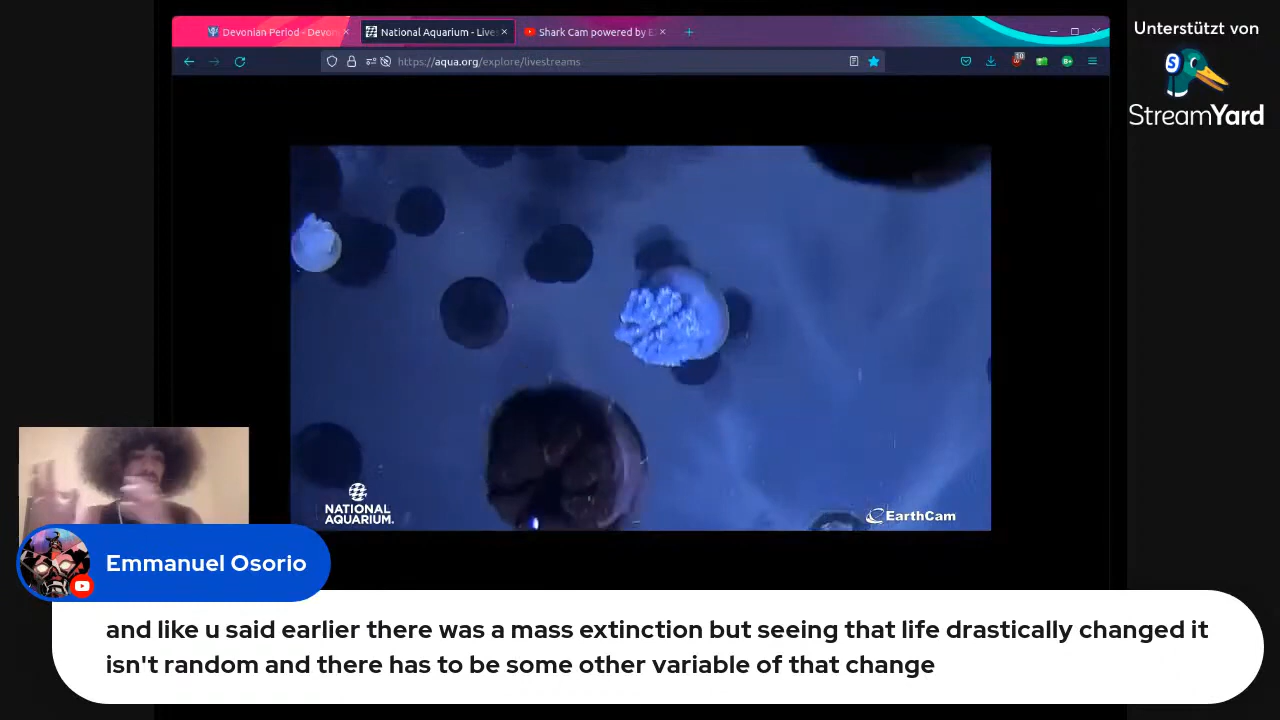 Devonian Period - Devon
National Aquarium - Live
Shark Cam powered by E
https://aqua.org/explore/livestreams
10
Unterstützt von
S
StreamYard
NATIONAL
AQUARIUM.
EarthCam
Emmanuel Osorio
and like u said earlier there was a mass extinction but seeing that life drastically changed it
isn't random and there has to be some other variable of that change